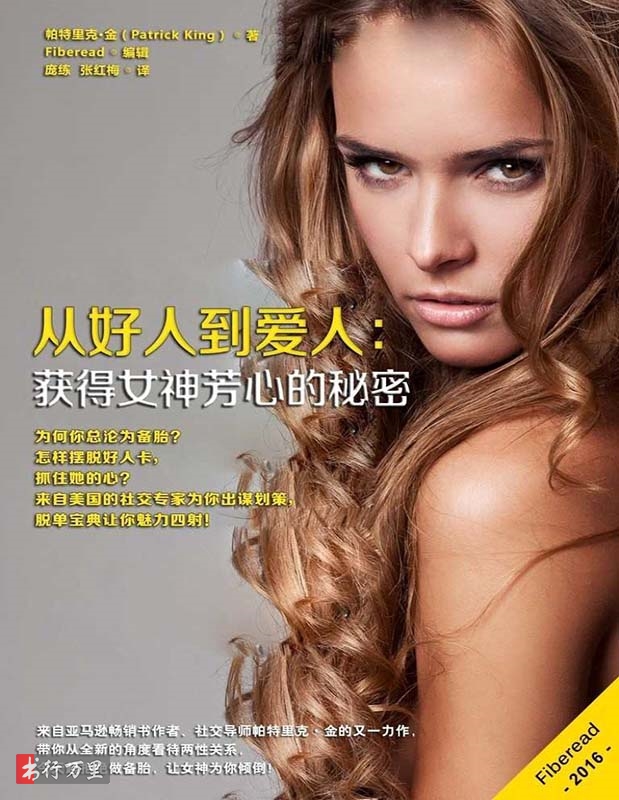 帕特里克·金（Patrick King）◦ 著
Fiberead ◦ 编辑
庞练 张红梅 ◦ 译
从好人到爱人：
获得女神芳心的秘密
为何你总沦为备胎？
怎样摆脱好人卡，
抓住她的心？
来自美国的社交专家为你出谋划策，
脱单宝典让你魅力四射！
来自亚马逊畅销书作者、社交导师帕特里克·金的又一力作，
带你从全新的角度看待两性关系，
做备胎，让女神为你倾倒！
书行万里
Fiberead
- 2016 -